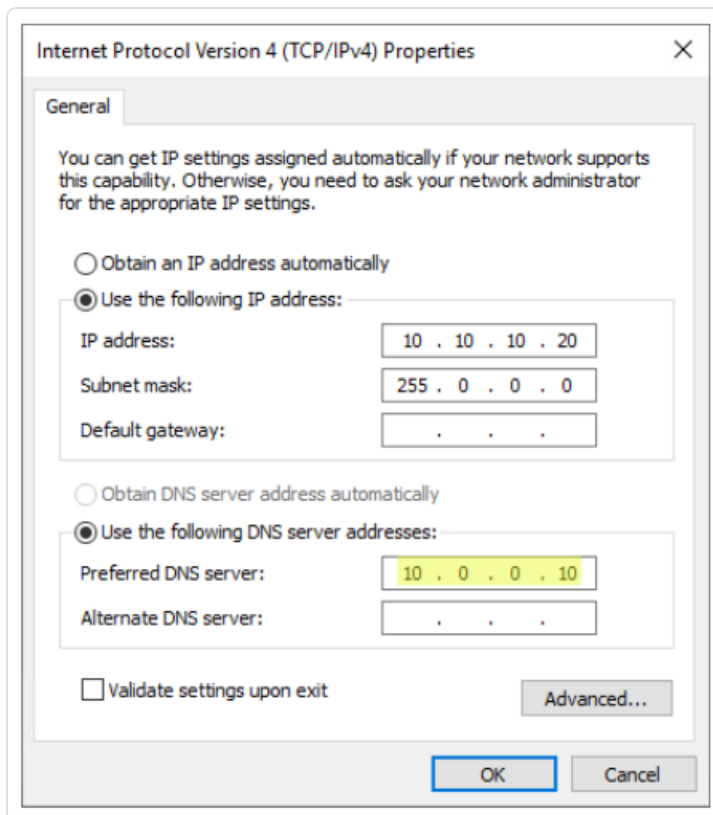 Internet Protocol Version 4 (TCP/IPv4) Properties
General
You can get IP settings assigned automatically if your network supports
this capability. Otherwise, you need to ask your network administrator
for the appropriate IP settings.
Obtain an IP address automatically
Use the following IP address:
IP address: 10 . 10 . 10 . 20
Subnet mask: 255 . 0 . 0 . 0
Default gateway: . . .
Obtain DNS server address automatically
Use the following DNS server addresses:
Preferred DNS server: 10 . 0 . 0 . 10
Alternate DNS server: . . .
Validate settings upon exit
Advanced...
OK Cancel